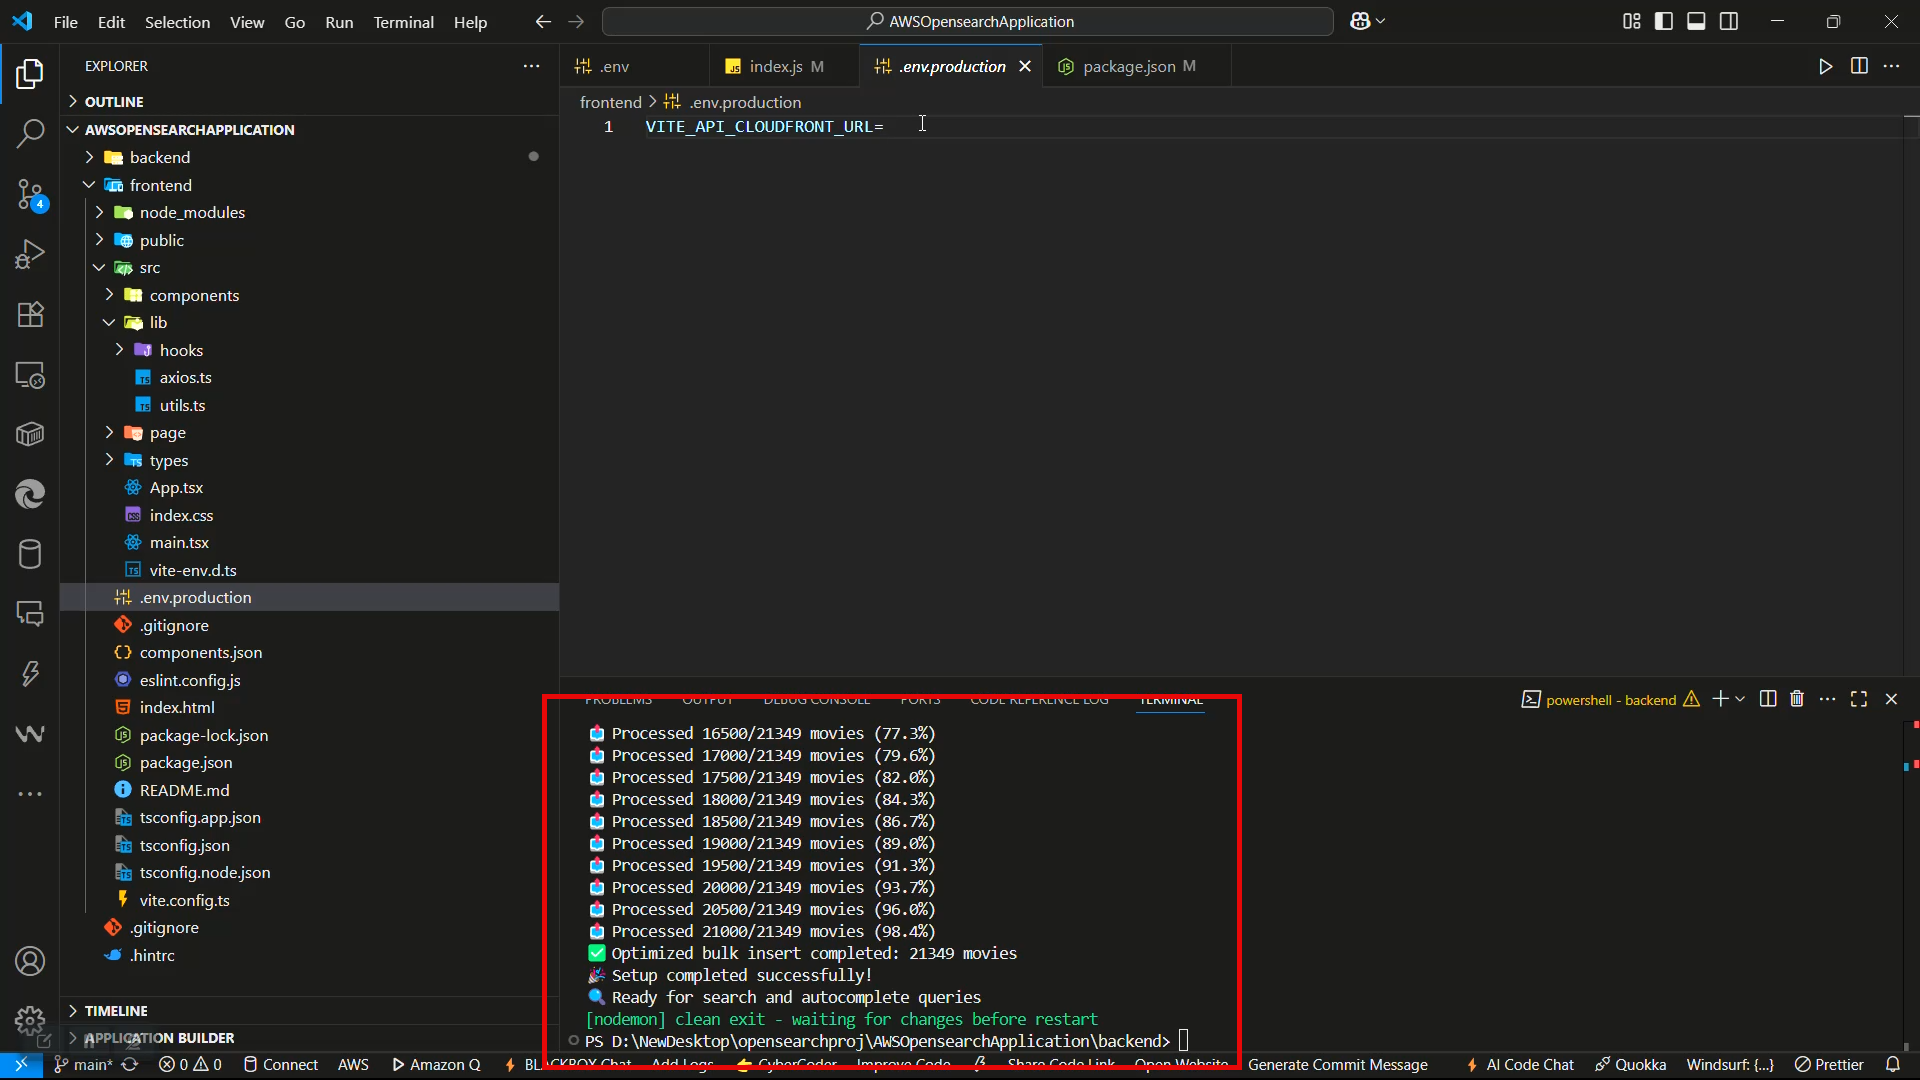 File Edit Selection View Go Run Terminal Help
AWSOpensearchApplication
EXPLORER
OUTLINE
AWSOPENSEARCHAPPLICATION
backend
frontend
node_modules
public
src
components
lib
hooks
axios.ts
utils.ts
page
types
App.tsx
index.css
main.tsx
vite-env.d.ts
.env.production
.gitignore
components.json
eslint.config.js
index.html
package-lock.json
package.json
README.md
tsconfig.app.json
tsconfig.json
tsconfig.node.json
vite.config.ts
.gitignore
.hintrc
TIMELINE
APPLICATION BUILDER
4
.env
index.js M
.env.production
package.json M
frontend > .env.production
1 VITE_API_CLOUDFRONT_URL=
PROBLEMS OUTPUT DEBUG CONSOLE PORTS CODE REFERENCE LOG TERMINAL
powershell - backend
Processed 16500/21349 movies (77.3%)
Processed 17000/21349 movies (79.6%)
Processed 17500/21349 movies (82.0%)
Processed 18000/21349 movies (84.3%)
Processed 18500/21349 movies (86.7%)
Processed 19000/21349 movies (89.0%)
Processed 19500/21349 movies (91.3%)
Processed 20000/21349 movies (93.7%)
Processed 20500/21349 movies (96.0%)
Processed 21000/21349 movies (98.4%)
✅ Optimized bulk insert completed: 21349 movies
🎉 Setup completed successfully!
🔍 Ready for search and autocomplete queries
[nodemon] clean exit - waiting for changes before restart
PS D:\NewDesktop\opensearchproj\AWSOpensearchApplication\backend>
main* 0 0 Connect AWS Amazon Q BLACKBOX Chat Add Logs CyberCoder Improve Code Share Code Link Open Website Generate Commit Message AI Code Chat Quokka Windsurf: {...} Prettier